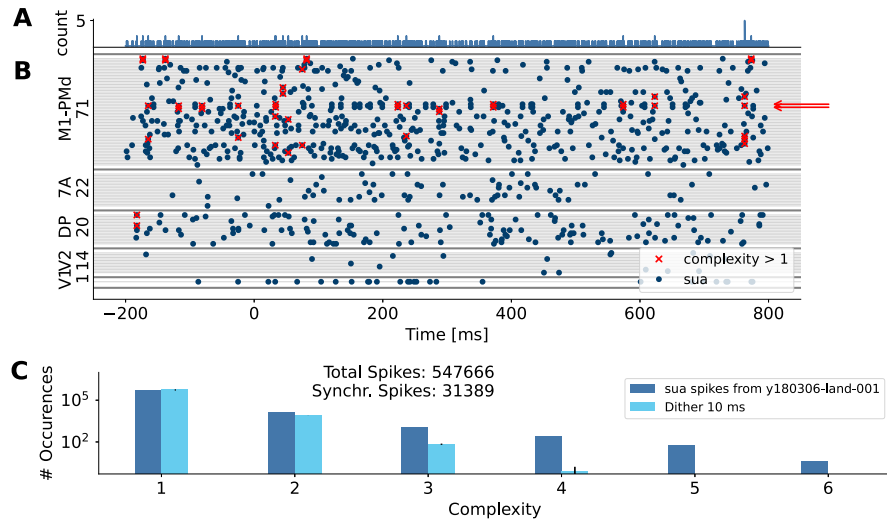 A
5
count
B
M1-PMd
71
7A
22
DP
20
V2
14
V1
1
complexity > 1
sua
−200
0
200
400
600
800
Time [ms]
C
Total Spikes: 547666
Synchr. Spikes: 31389
sua spikes from y180306-land-001
Dither 10 ms
# Occurences
10^5
10^2
1
2
3
4
5
6
Complexity